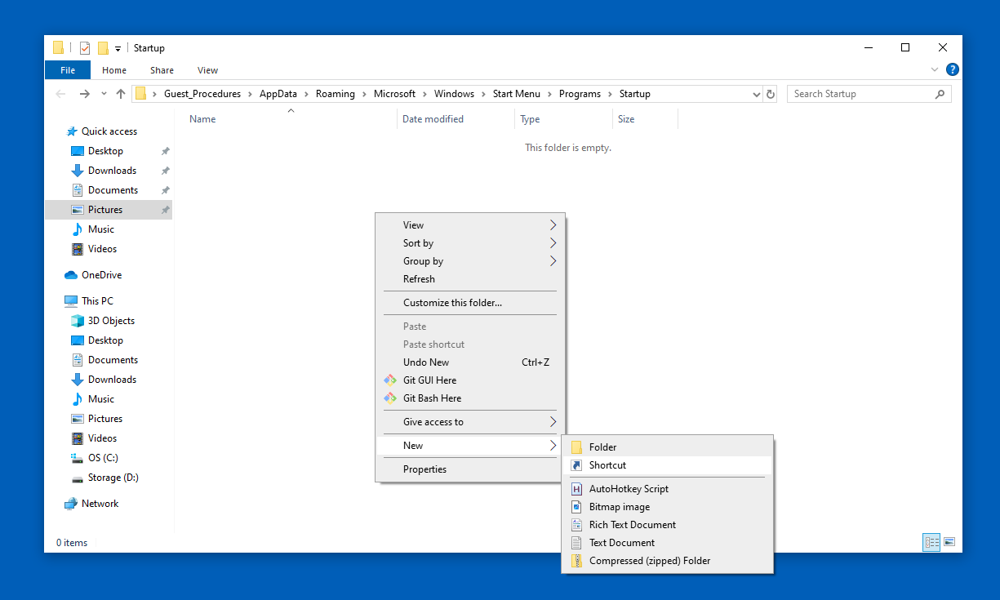 Startup
File Home Share View
Guest_Procedures > AppData > Roaming > Microsoft > Windows > Start Menu > Programs > Startup
Search Startup
Name Date modified Type Size
This folder is empty.
Quick access
Desktop
Downloads
Documents
Pictures
Music
Videos
OneDrive
This PC
3D Objects
Desktop
Documents
Downloads
Music
Pictures
Videos
OS (C:)
Storage (D:)
Network
0 items
View
Sort by
Group by
Refresh
Customize this folder...
Paste
Paste shortcut
Undo New Ctrl+Z
Git GUI Here
Git Bash Here
Give access to
New
Properties
Folder
Shortcut
AutoHotkey Script
Bitmap image
Rich Text Document
Text Document
Compressed (zipped) Folder